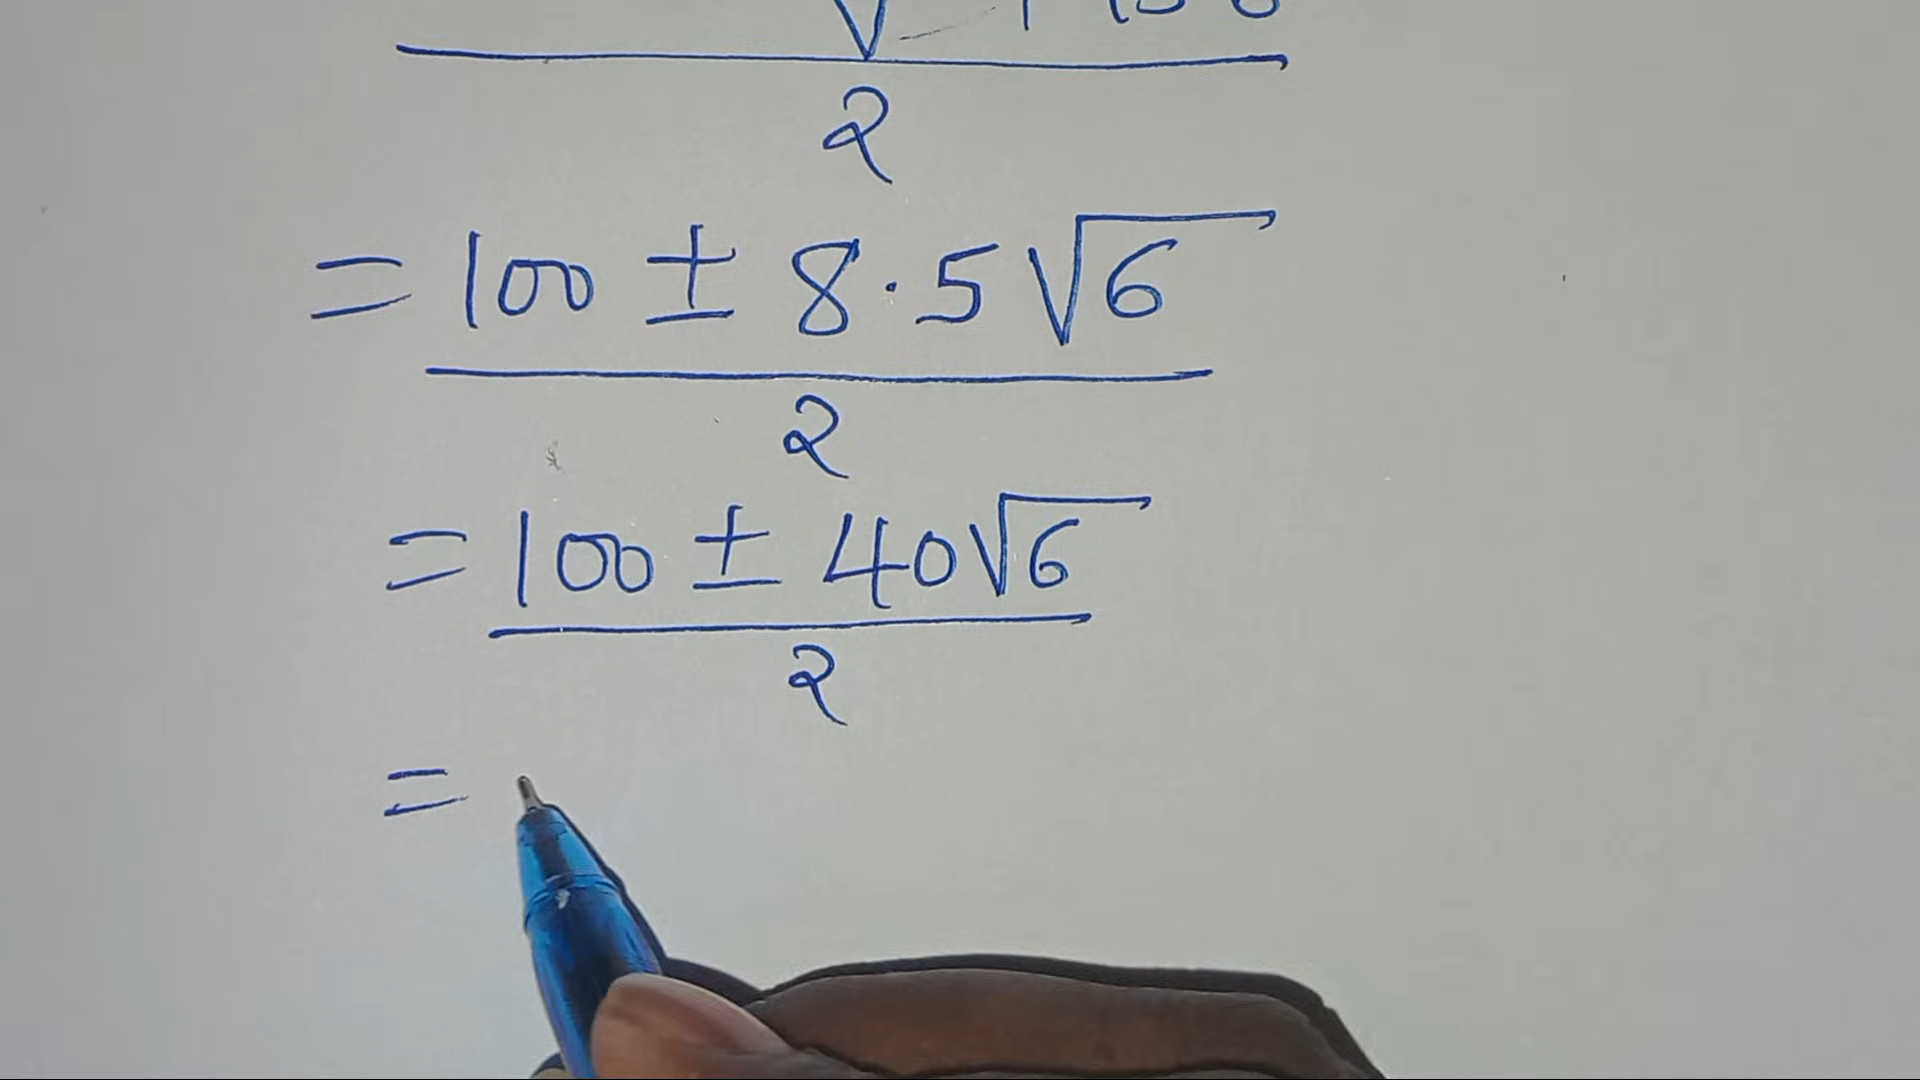 2
= 100 ± 8·5√6
2
= 100 ± 40√6
2
=